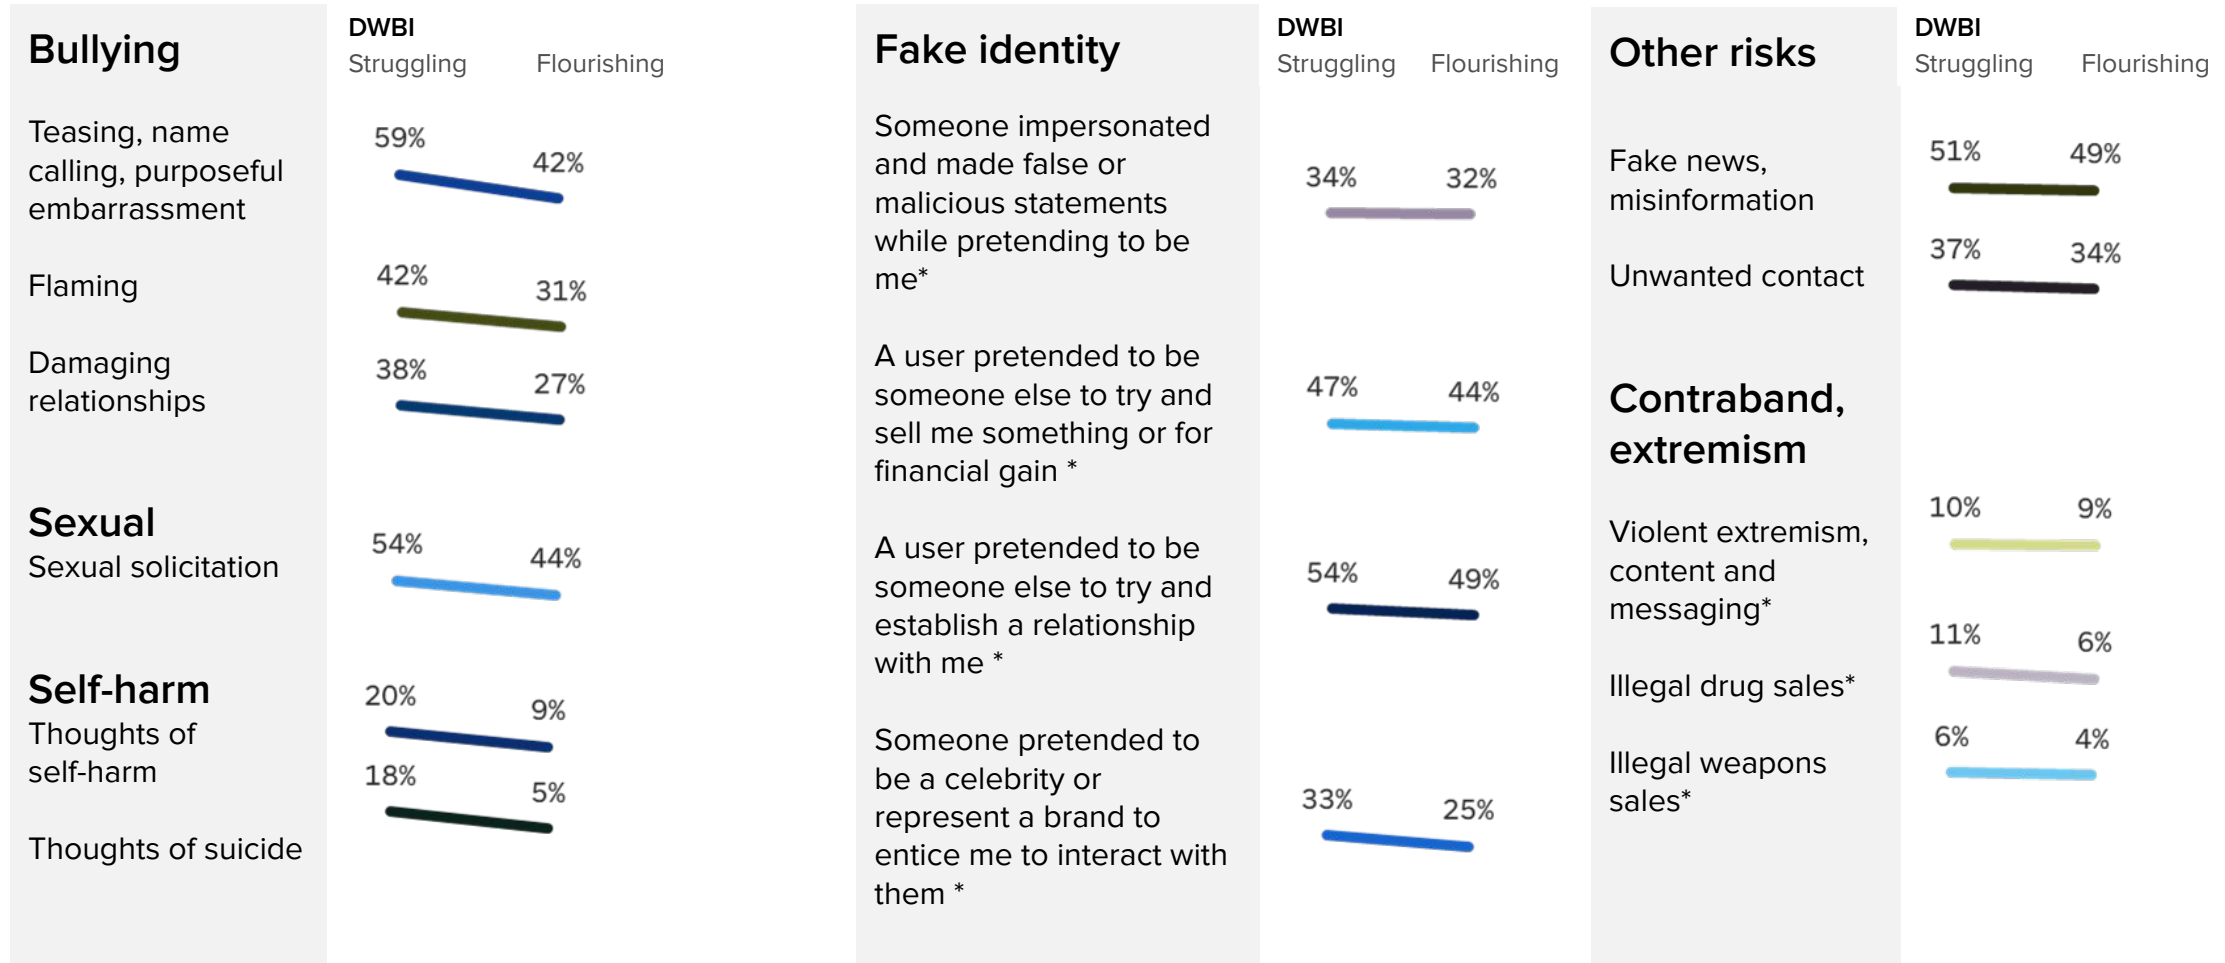 Bullying
DWBI
Struggling
Flourishing
Teasing, name
calling, purposeful
embarrassment
59%
42%
Flaming
42%
31%
Damaging
relationships
38%
27%
Sexual
Sexual solicitation
54%
44%
Self-harm
Thoughts of
self-harm
20%
9%
Thoughts of suicide
18%
5%
Fake identity
DWBI
Struggling
Flourishing
Someone impersonated
and made false or
malicious statements
while pretending to be
me*
34%
32%
A user pretended to be
someone else to try and
sell me something or for
financial gain *
47%
44%
A user pretended to be
someone else to try and
establish a relationship
with me *
54%
49%
Someone pretended to
be a celebrity or
represent a brand to
entice me to interact with
them *
33%
25%
Other risks
DWBI
Struggling
Flourishing
Fake news,
misinformation
51%
49%
Unwanted contact
37%
34%
Contraband,
extremism
Violent extremism,
content and
messaging*
10%
9%
Illegal drug sales*
11%
6%
Illegal weapons
sales*
6%
4%